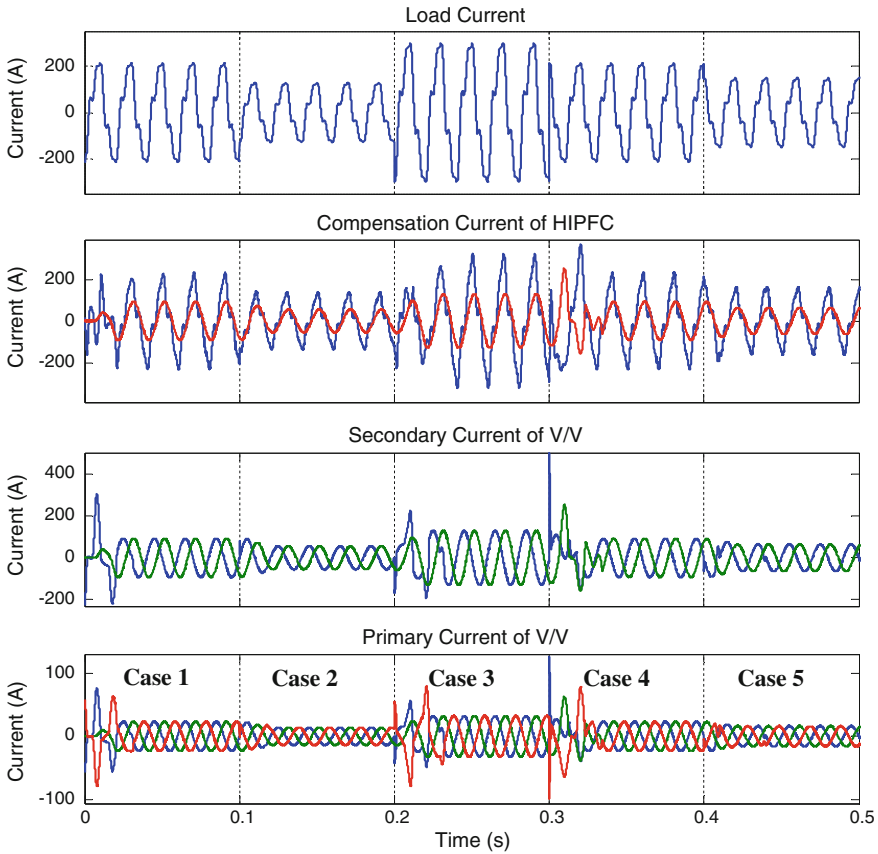 Load Current
Current (A)
200
0
-200
Compensation Current of HIPFC
Current (A)
200
0
-200
Secondary Current of V/V
Current (A)
400
200
0
-200
Primary Current of V/V
Current (A)
100
0
-100
Case 1
Case 2
Case 3
Case 4
Case 5
0
0.1
0.2
0.3
0.4
0.5
Time (s)